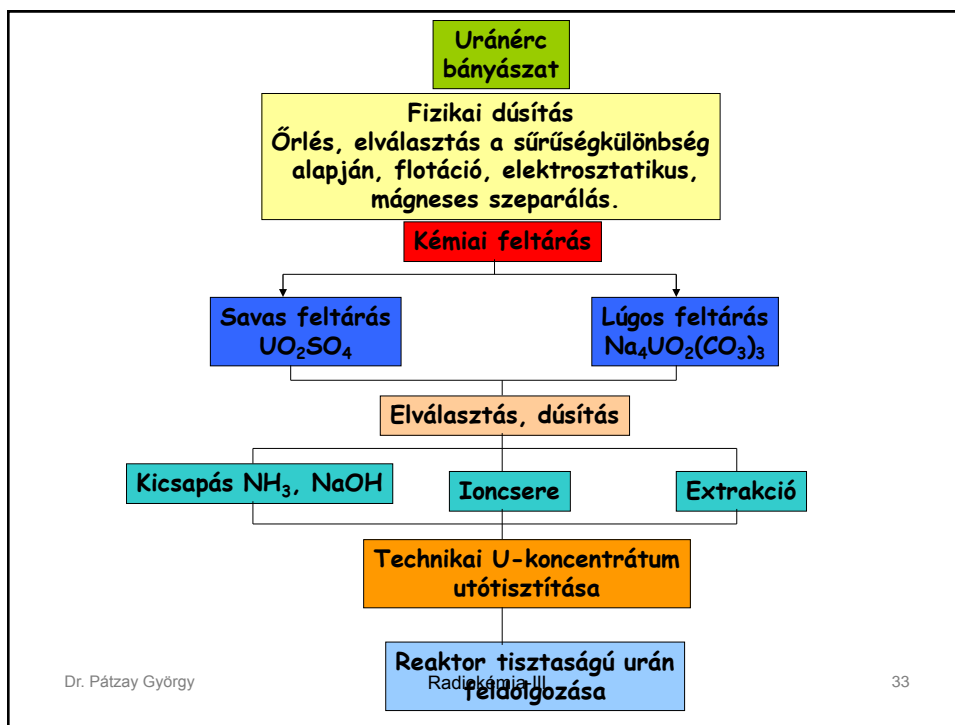 Uránérc
bányászat
Fizikai dúsítás
Őrlés, elválasztás a sűrűségkülönbség
alapján, flotáció, elektrosztatikus,
mágneses szeparálás.
Kémiai feltárás
Savas feltárás
UO₂SO₄
Lúgos feltárás
Na₄UO₂(CO₃)₃
Elválasztás, dúsítás
Kicsapás NH₃, NaOH
Ioncsere
Extrakció
Technikai U-koncentrátum
utótisztítása
Reaktor tisztaságú urán
feldolgozása
Dr. Pátzay György
Radiokémia-III
33